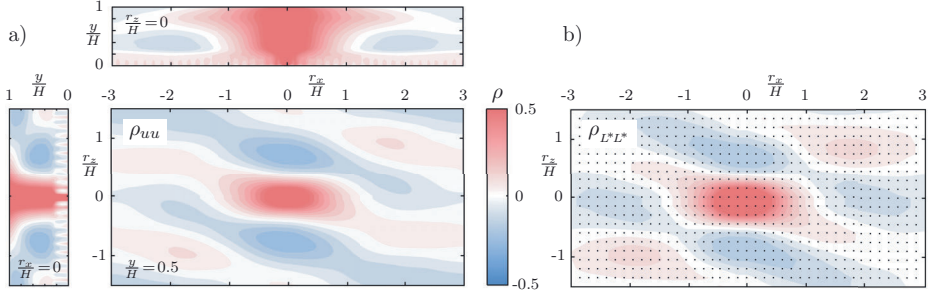 a)
y/H
r_z/H = 0
1
0
b)
y/H
1 0
r_x/H
-3 -2 -1 0 1 2 3
ρ
r_x/H
-3 -2 -1 0 1 2 3
ρ_uu
r_z/H
1
0
-1
r_x/H = 0
y/H = 0.5
0.5
0
-0.5
ρ_L*L*
r_z/H
1
0
-1